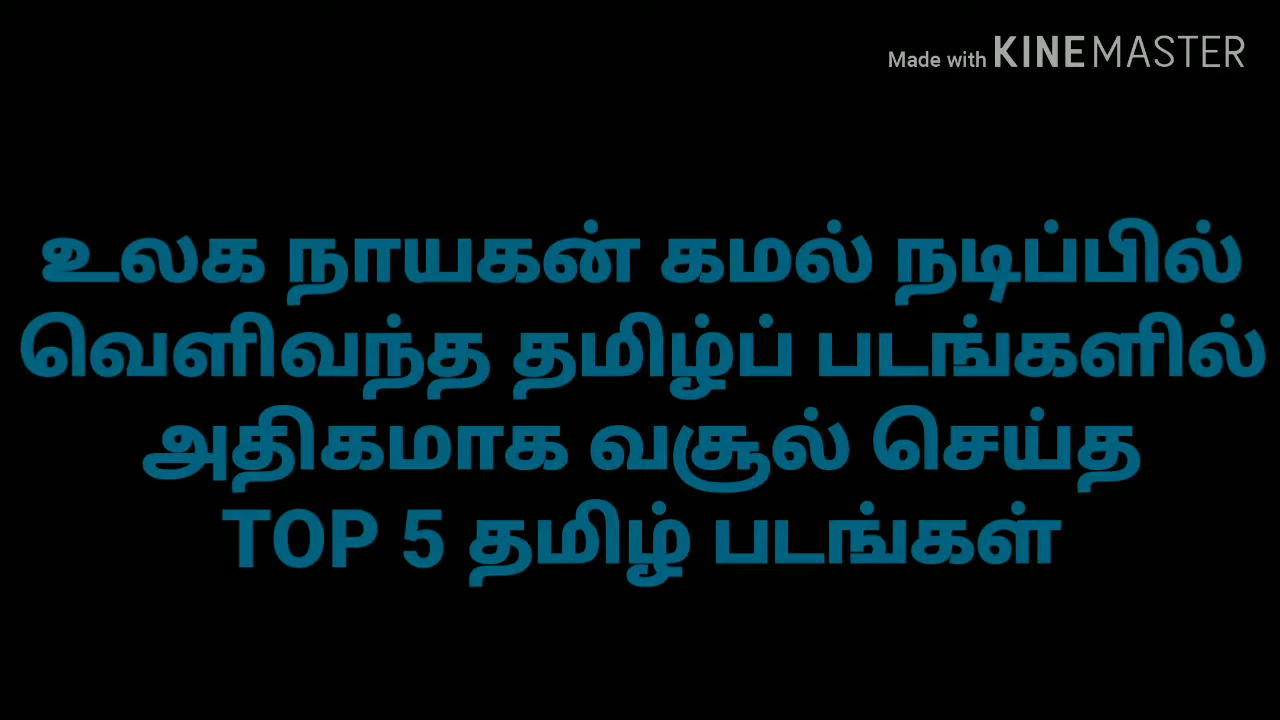 Made with KINEMASTER
உலக நாயகன் கமல் நடிப்பில்
வெளிவந்த தமிழ்ப் படங்களில்
அதிகமாக வசூல் செய்த
TOP 5 தமிழ் படங்கள்